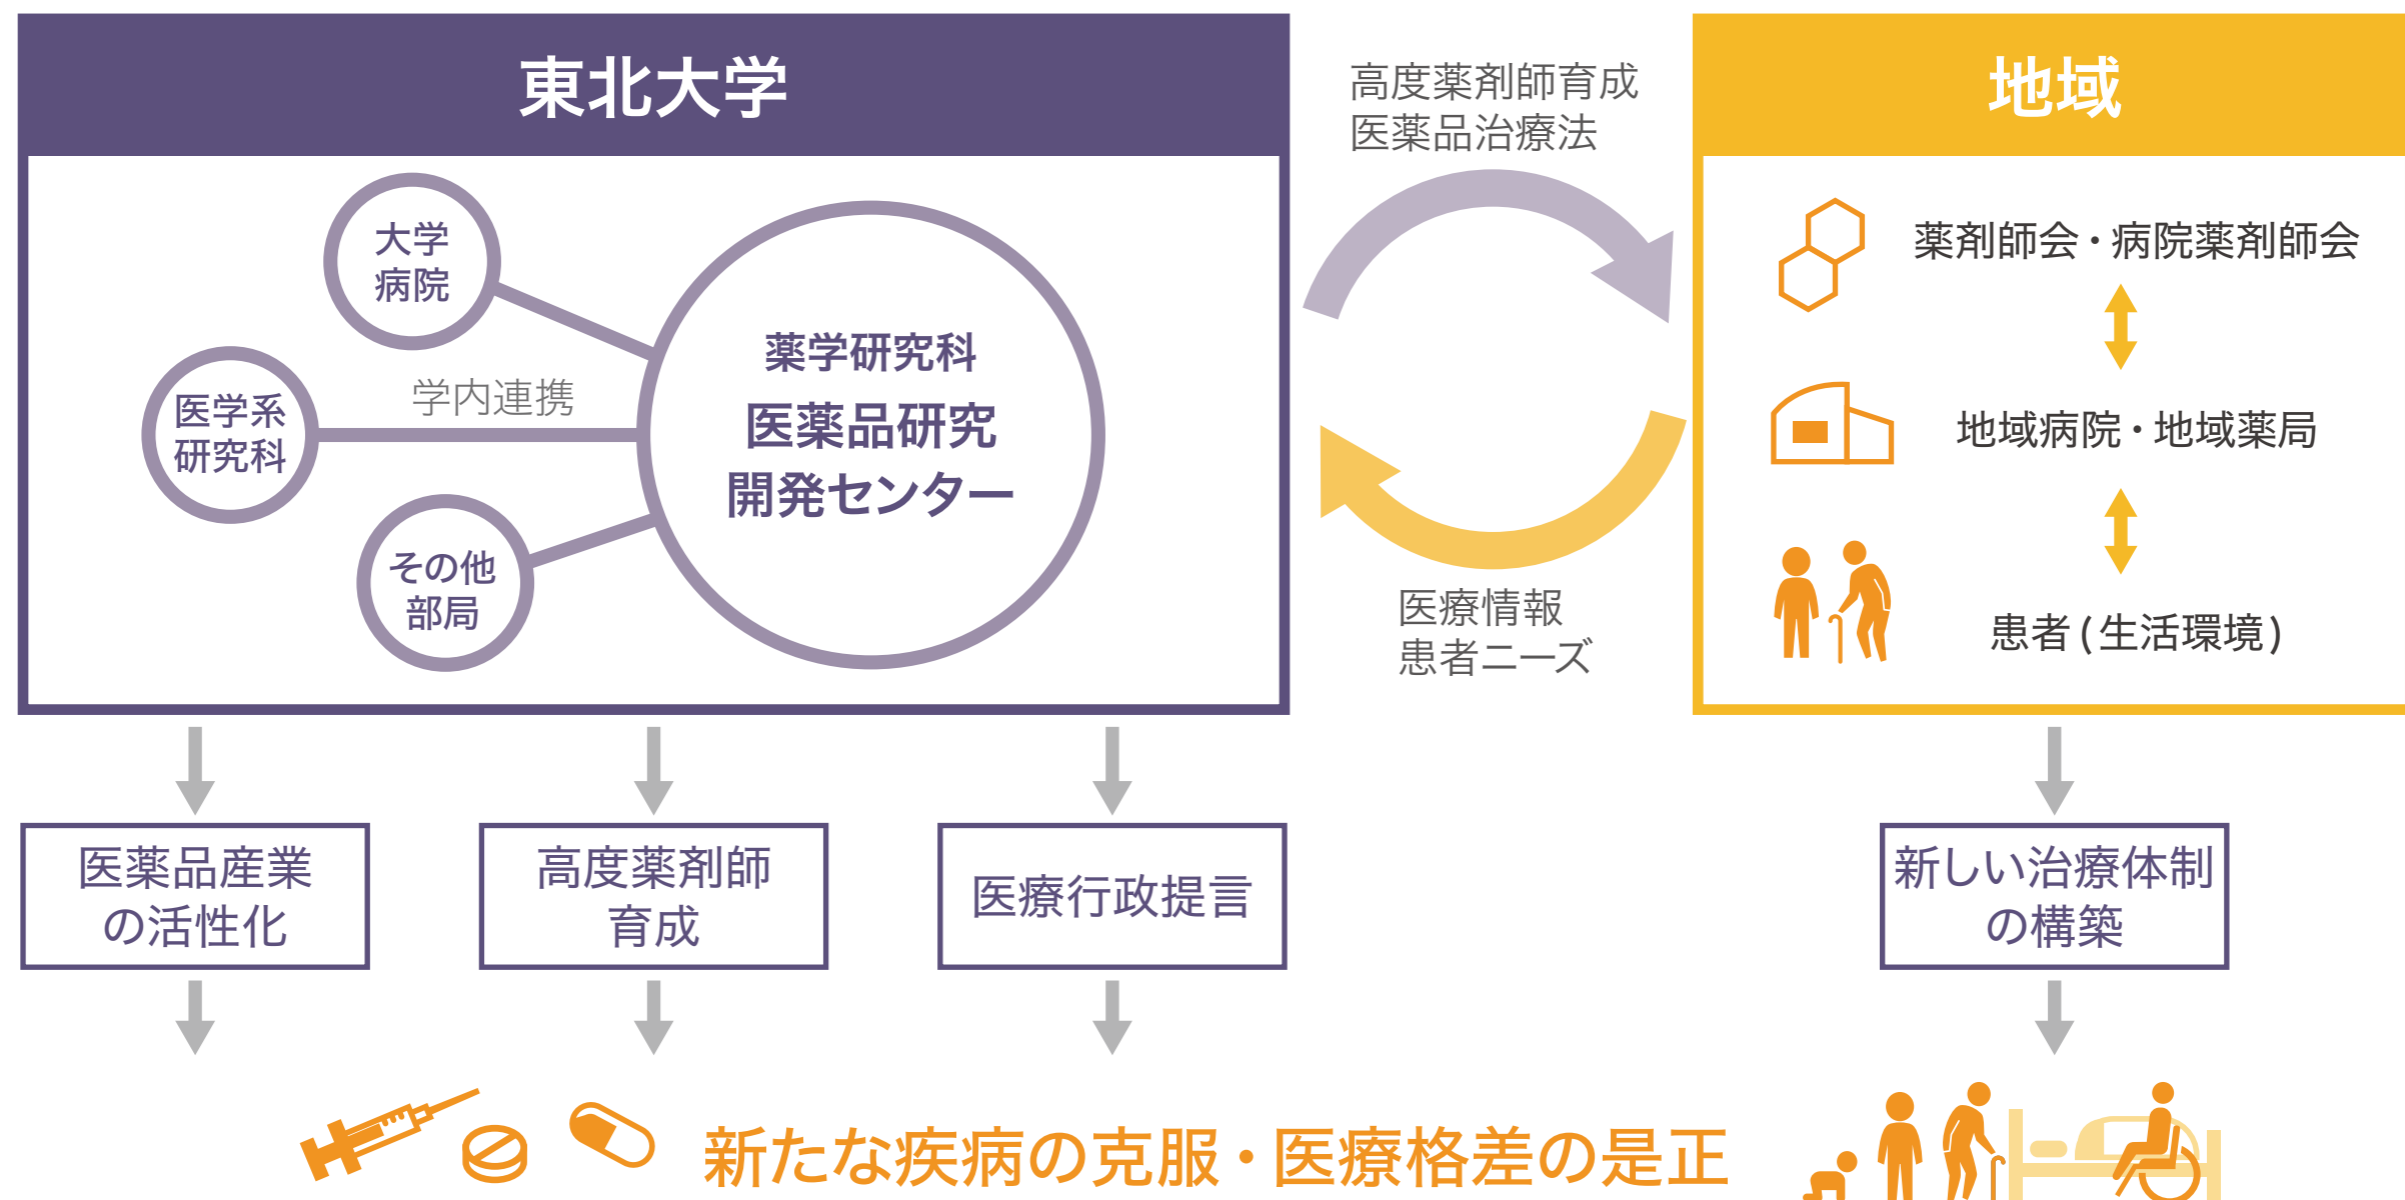 東北大学
大学
病院
医学系
研究科
学内連携
その他
部局
薬学研究科
医薬品研究
開発センター
高度薬剤師育成
医薬品治療法
医療情報
患者ニーズ
地域
薬剤師会・病院薬剤師会
地域病院・地域薬局
患者(生活環境)
医薬品産業
の活性化
高度薬剤師
育成
医療行政提言
新しい治療体制
の構築
新たな疾病の克服・医療格差の是正